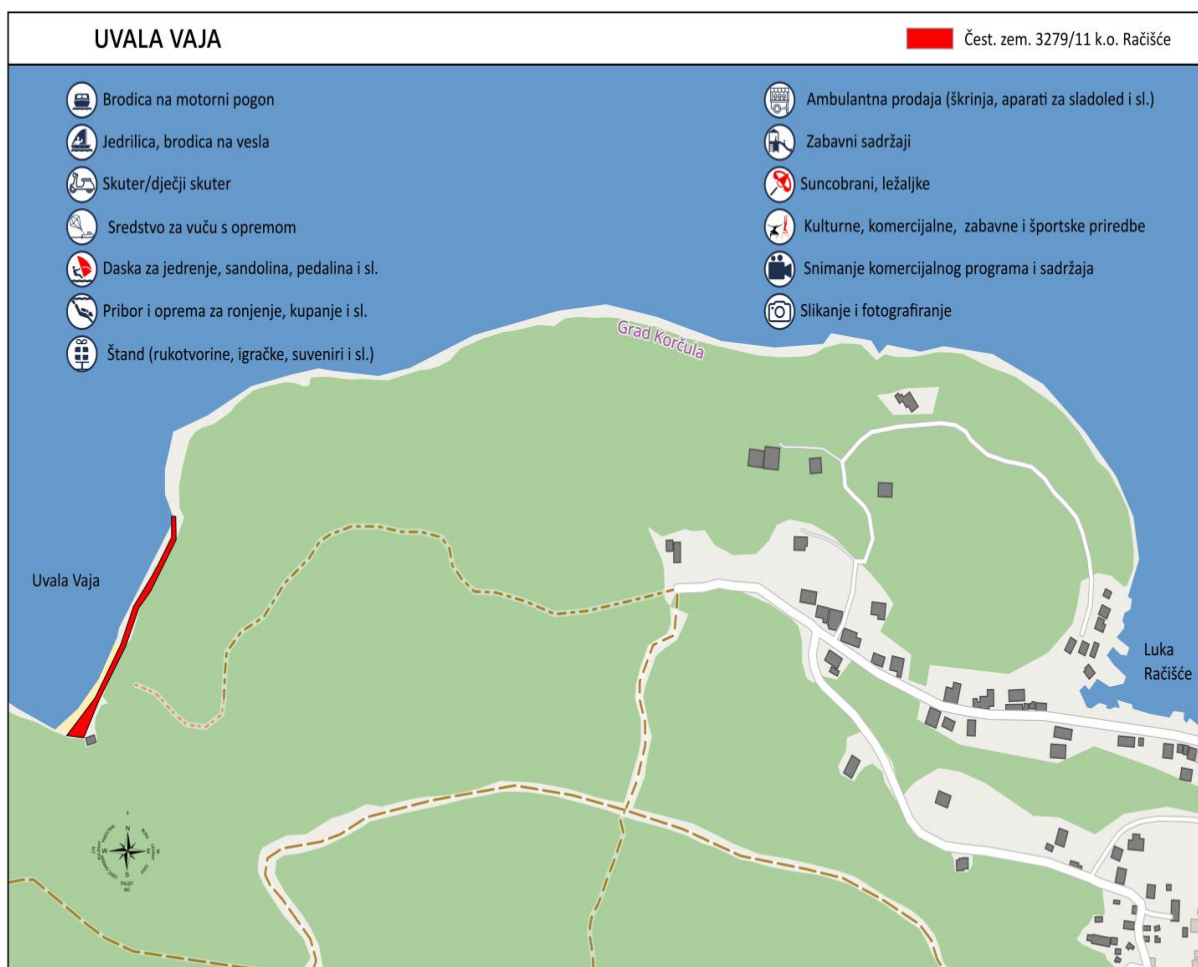 UVALA VAJA
Čest. zem. 3279/11 k.o. Račišće
Brodica na motorni pogon
Jedrilica, brodica na vesla
Skuter/dječji skuter
Sredstvo za vuču s opremom
Daska za jedrenje, sandolina, pedalina i sl.
Pribor i oprema za ronjenje, kupanje i sl.
Štand (rukotvorine, igračke, suveniri i sl.)
Ambulantna prodaja (škrinja, aparati za sladoled i sl.)
Zabavni sadržaji
Suncobrani, ležaljke
Kulturne, komercijalne, zabavne i športske priredbe
Snimanje komercijalnog programa i sadržaja
Slikanje i fotografiranje
Grad Korčula
Uvala Vaja
Luka
Račišće
N
W
S